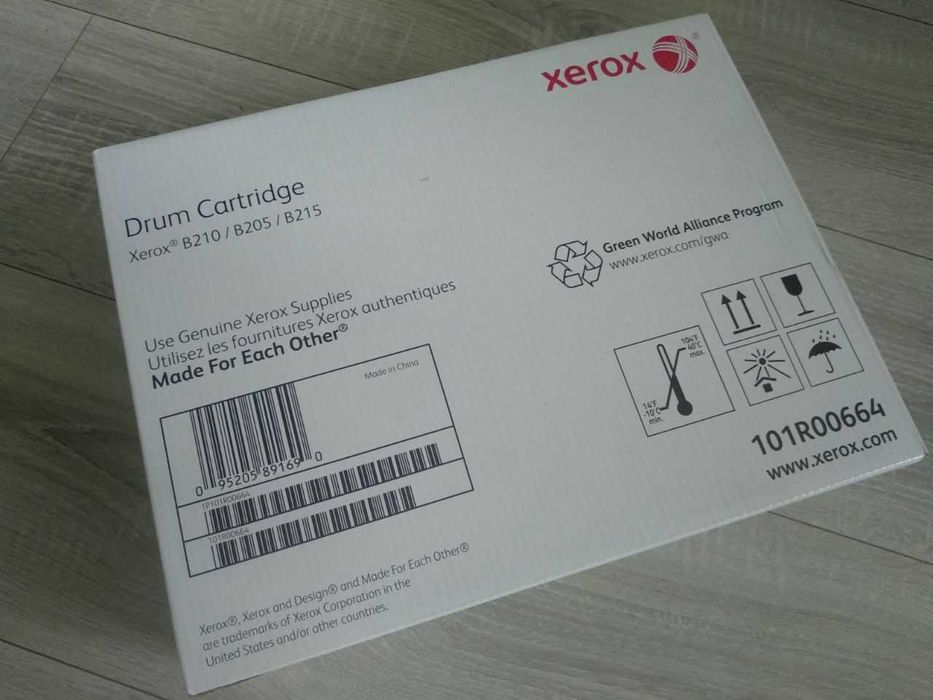 xerox®
Drum Cartridge
Xerox® B210 / B205 / B215
Green World Alliance Program
www.xerox.com/gwa
Use Genuine Xerox Supplies
Utilisez les fournitures Xerox authentiques
Made For Each Other®
Made in China
0 95205 89169 0
1P101R00664
101R00664
104°F
40°C
max.
14°F
-10°C
min.
101R00664
www.xerox.com
Xerox®, Xerox and Design® and Made For Each Other®
are trademarks of Xerox Corporation in the
United States and/or other countries.